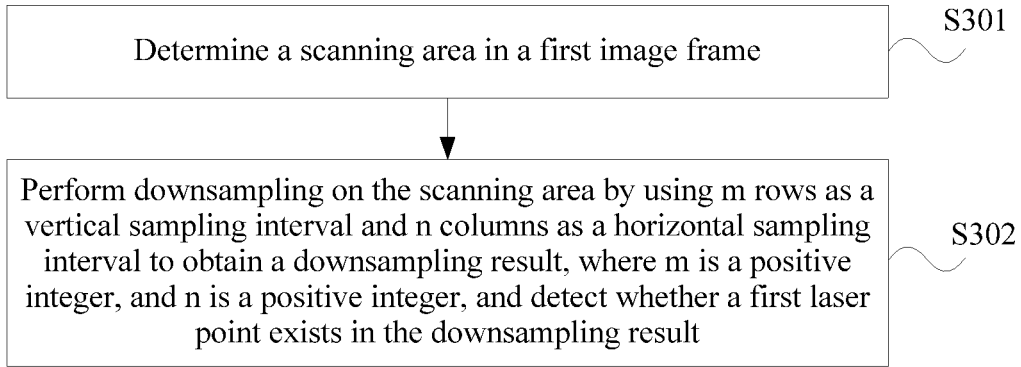 S301
Determine a scanning area in a first image frame
Perform downsampling on the scanning area by using m rows as a
vertical sampling interval and n columns as a horizontal sampling
interval to obtain a downsampling result, where m is a positive
integer, and n is a positive integer, and detect whether a first laser
point exists in the downsampling result
S302